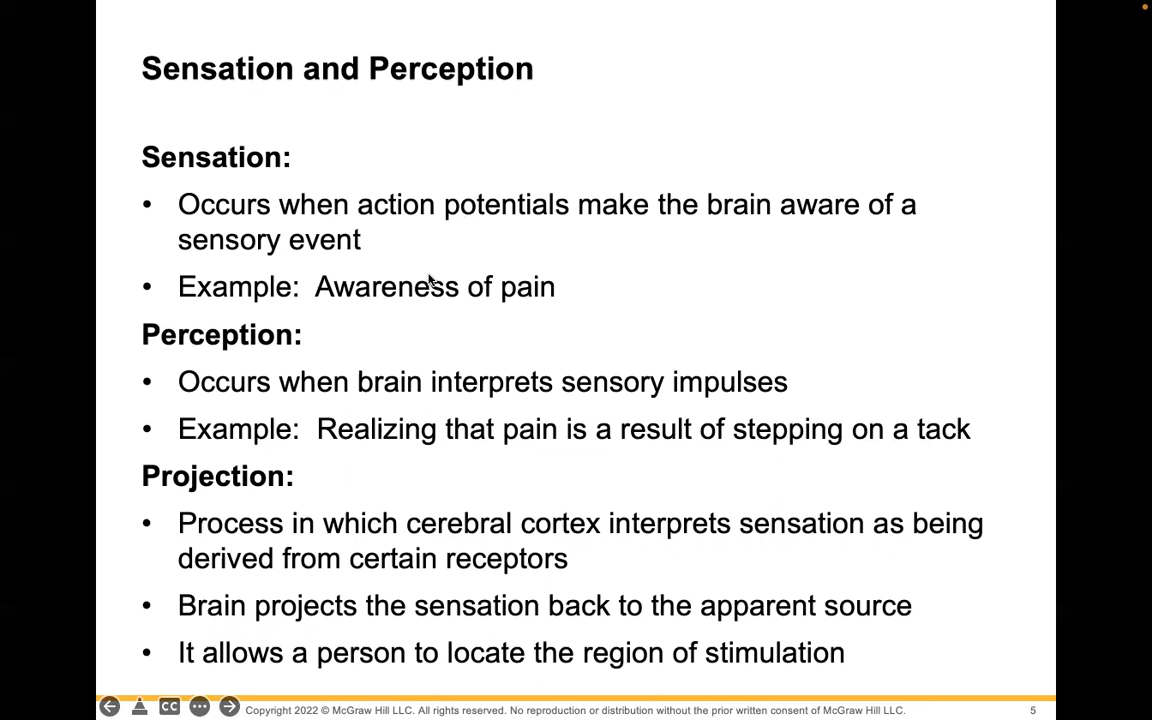 Sensation and Perception
Sensation:
• Occurs when action potentials make the brain aware of a
sensory event
• Example: Awareness of pain
Perception:
• Occurs when brain interprets sensory impulses
• Example: Realizing that pain is a result of stepping on a tack
Projection:
• Process in which cerebral cortex interprets sensation as being
derived from certain receptors
• Brain projects the sensation back to the apparent source
• It allows a person to locate the region of stimulation
CC
Copyright 2022 © McGraw Hill LLC. All rights reserved. No reproduction or distribution without the prior written consent of McGraw Hill LLC.
5